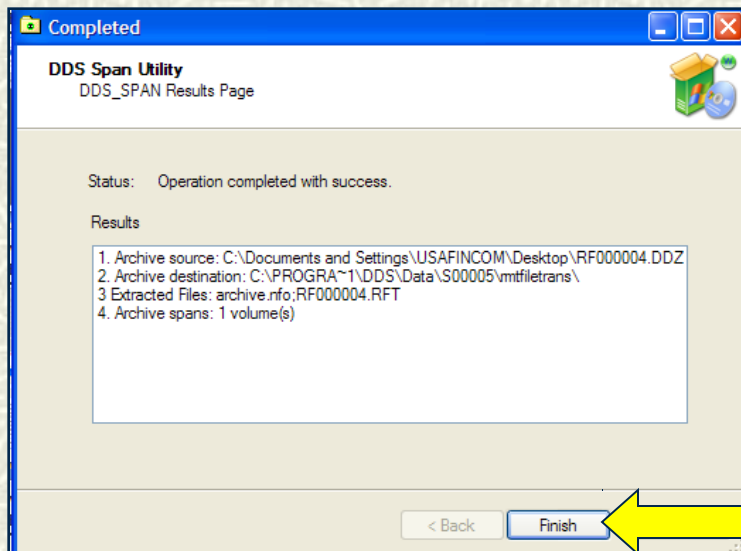 Completed
DDS Span Utility
DDS_SPAN Results Page
Status: Operation completed with success.
Results
1. Archive source: C:\Documents and Settings\USAFINCOM\Desktop\RF000004.DDZ
2. Archive destination: C:\PROGRA~1\DDS\Data\S00005\mtfiletrans\
3 Extracted Files: archive.nfo;RF000004.RFT
4. Archive spans: 1 volume(s)
< Back Finish